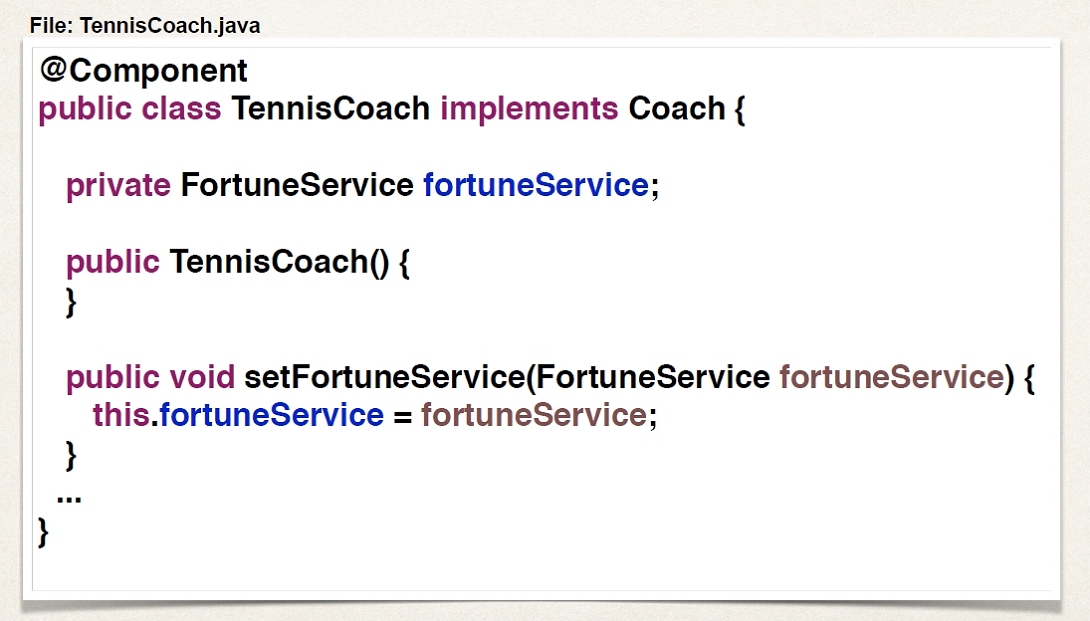 File: TennisCoach.java
@Component
public class TennisCoach implements Coach {
private FortuneService fortuneService;
public TennisCoach() {
}
public void setFortuneService(FortuneService fortuneService) {
this.fortuneService = fortuneService;
}
...
}